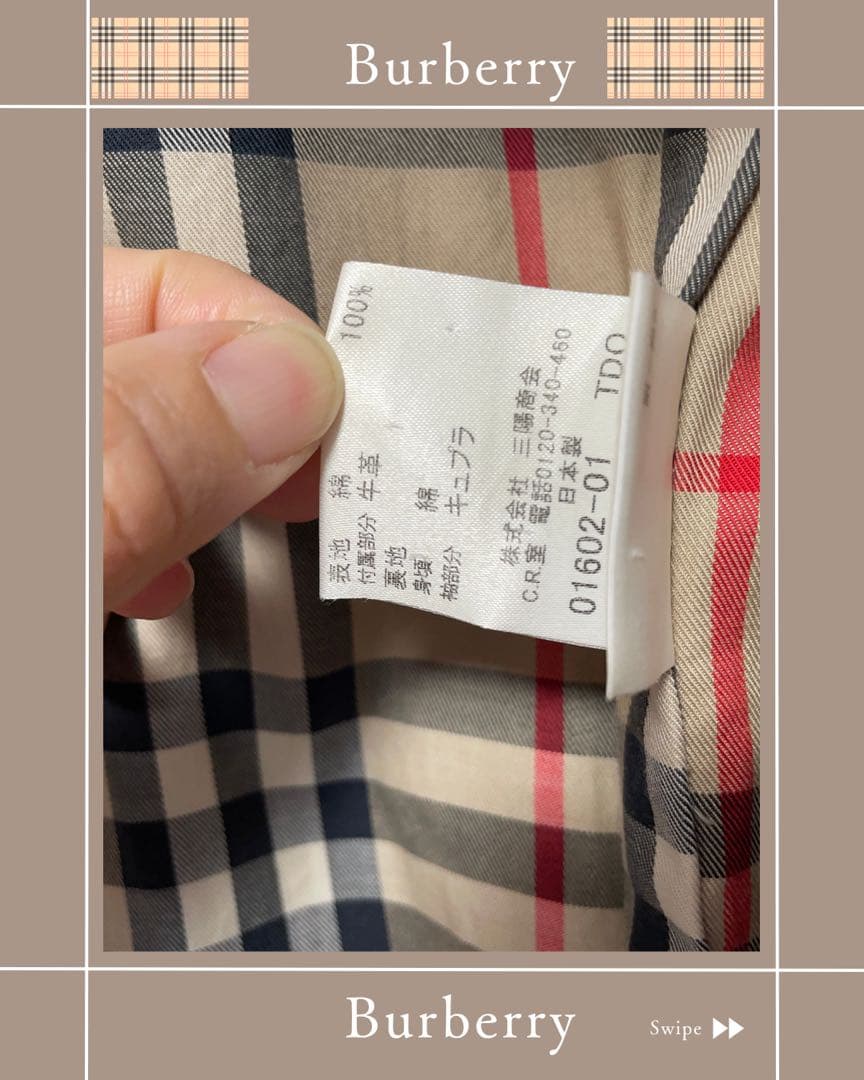 Burberry
表地 綿 100%
付属部分 牛革
裏地
身頃 綿
袖部分 キュプラ
株式会社 三陽商会
C.R.室 電話0120-340-460
日本製
01602-01 TDO
Burberry
Swipe